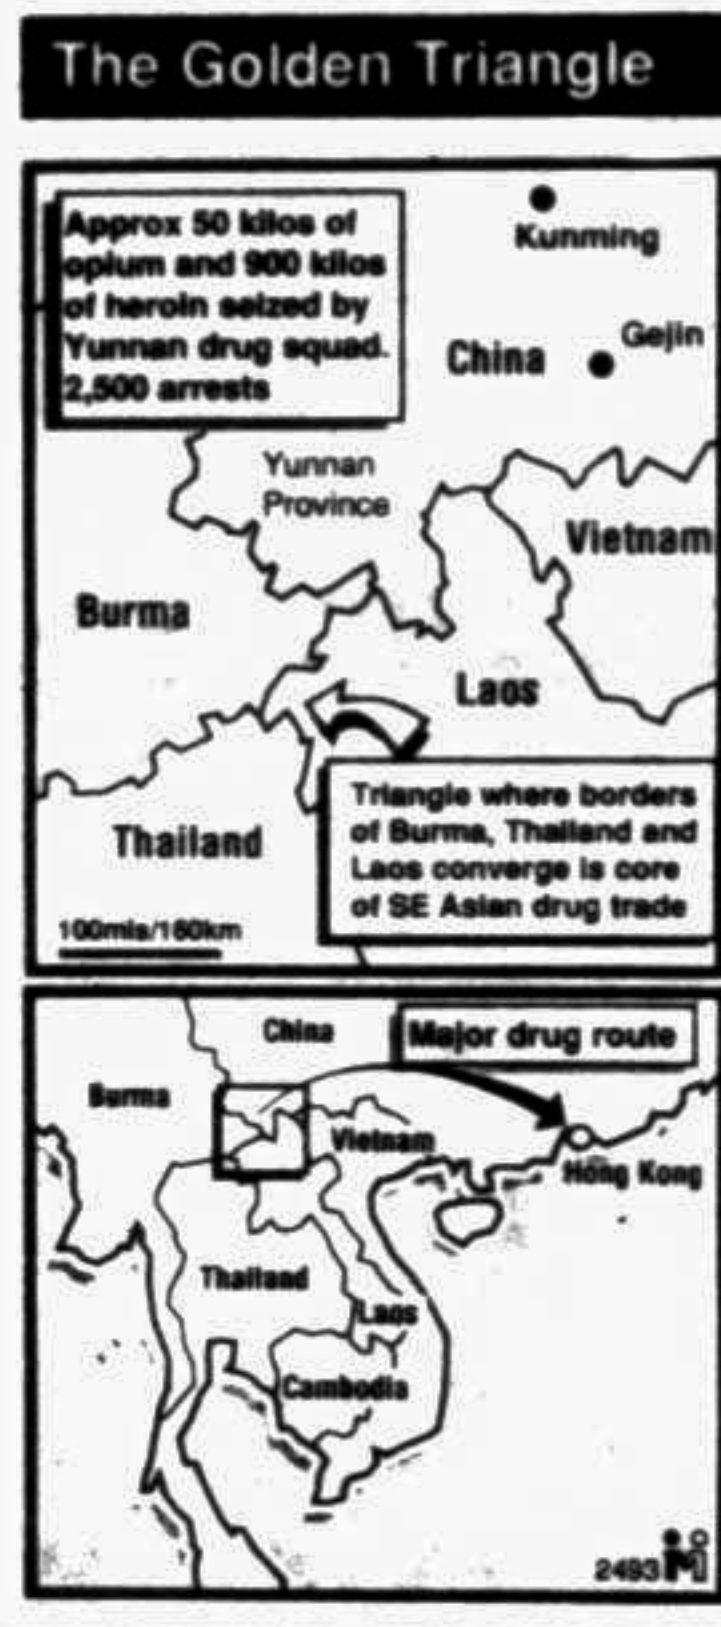 The Golden Triangle
Approx 50 kilos of
opium and 900 kilos
of heroin seized by
Yunnan drug squad.
2,500 arrests
Kunming
Gejin
China
Yunnan
Province
Vietnam
Burma
Laos
Triangle where borders
of Burma, Thailand and
Laos converge is core
of SE Asian drug trade
Thailand
100mls/160km
China
Major drug route
Burma
Vietnam
Hong Kong
Thailand
Laos
Cambodia
2493